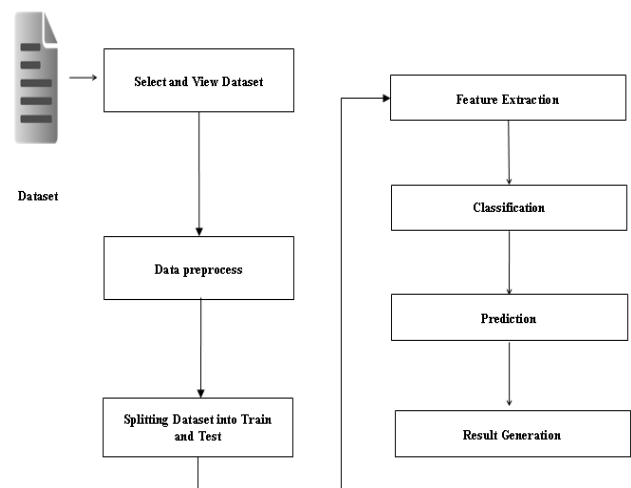 Dataset
Select and View Dataset
Data preprocess
Splitting Dataset into Train
and Test
Feature Extraction
Classification
Prediction
Result Generation